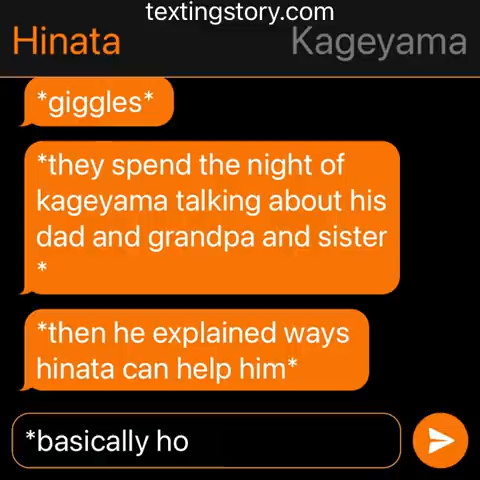 textingstory.com
Hinata Kageyama
*giggles*
*they spend the night of
kageyama talking about his
dad and grandpa and sister
*
*then he explained ways
hinata can help him*
*basically ho